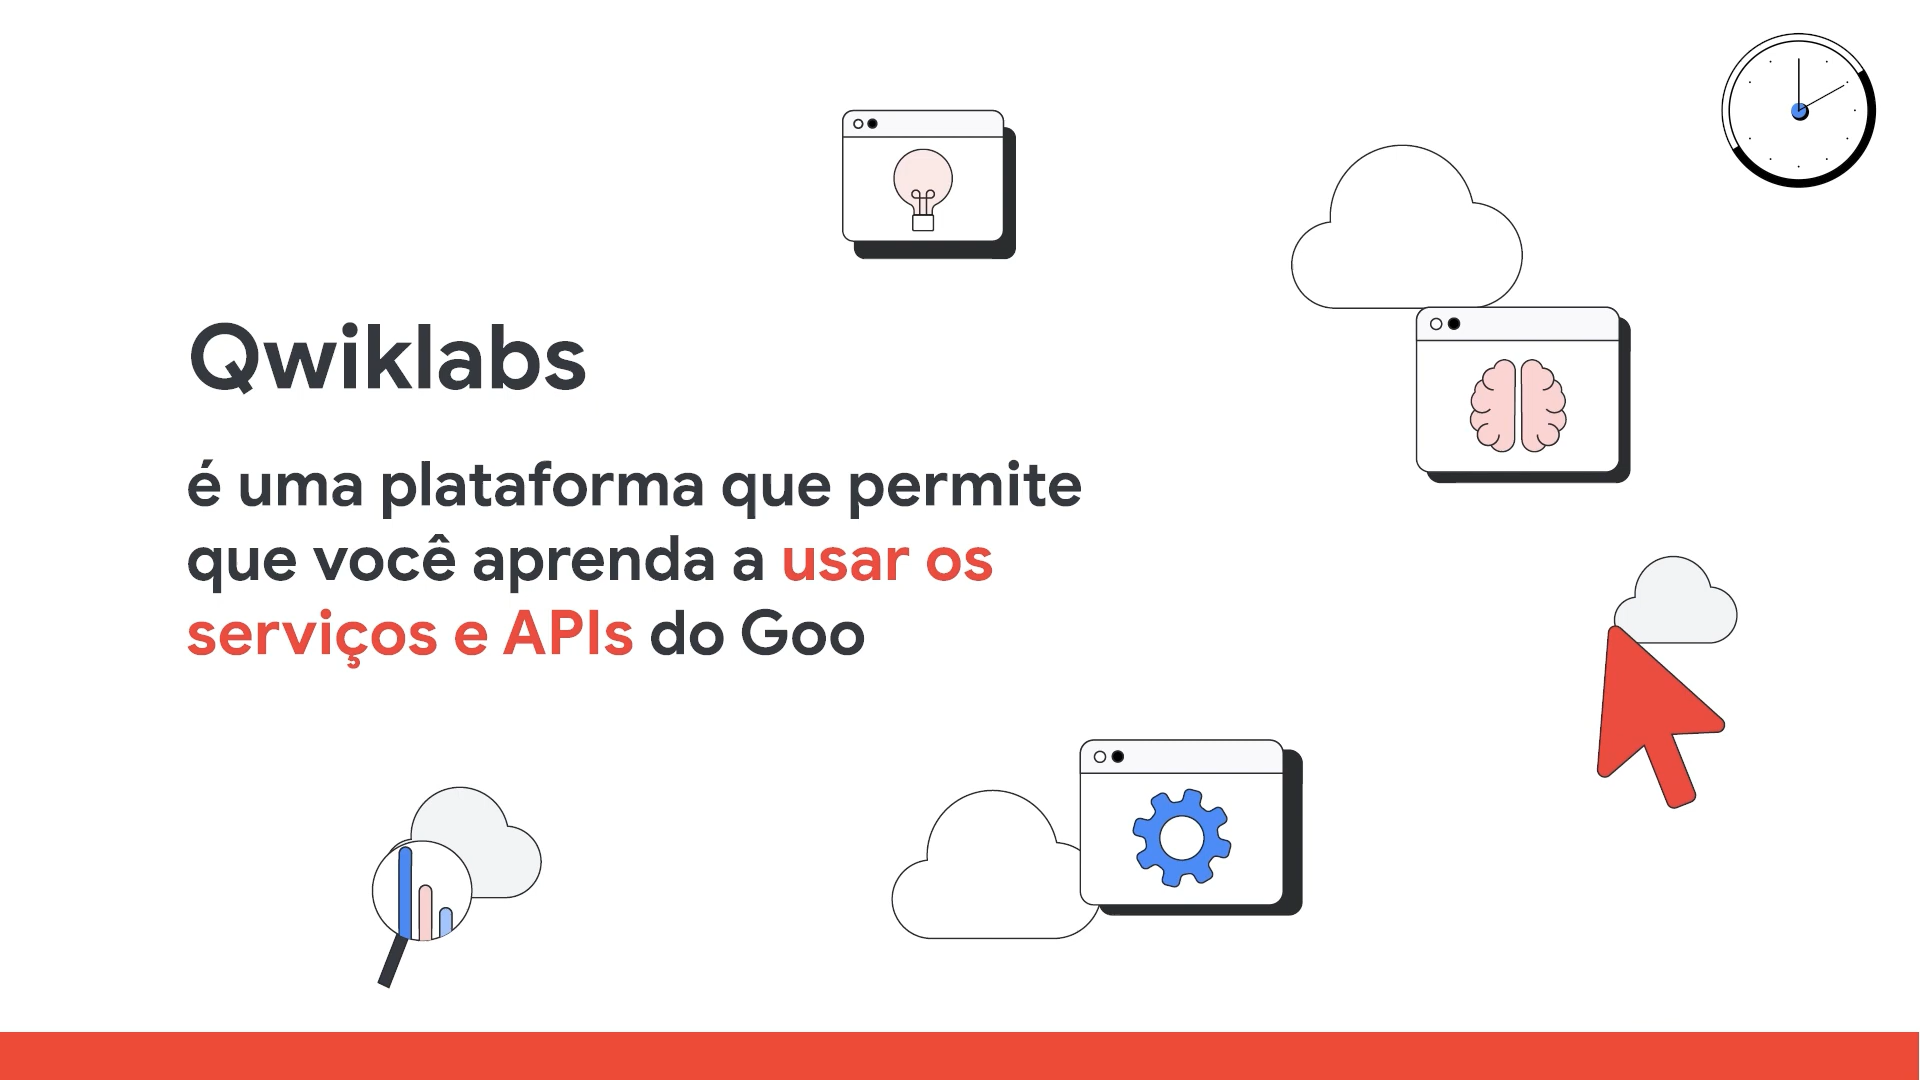 Qwiklabs
é uma plataforma que permite
que você aprenda a usar os
serviços e APIs do Goo